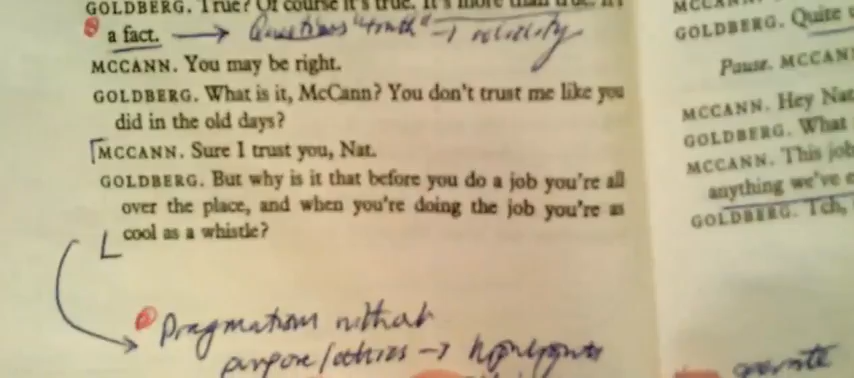 GOLDBERG. True? Of course it's true. It's more than true. It's
a fact. → Questions "truth" →
MCCANN. You may be right.
GOLDBERG. What is it, McCann? You don't trust me like you
did in the old days?
MCCANN. Sure I trust you, Nat.
GOLDBERG. But why is it that before you do a job you're all
over the place, and when you're doing the job you're as
cool as a whistle?
Pragmatism without
purpose/ethics →
GOLDBERG. Quite
Pause. MCCANN
MCCANN. Hey Nat
GOLDBERG. What
MCCANN. This job
anything we've
GOLDBERG. Tch,